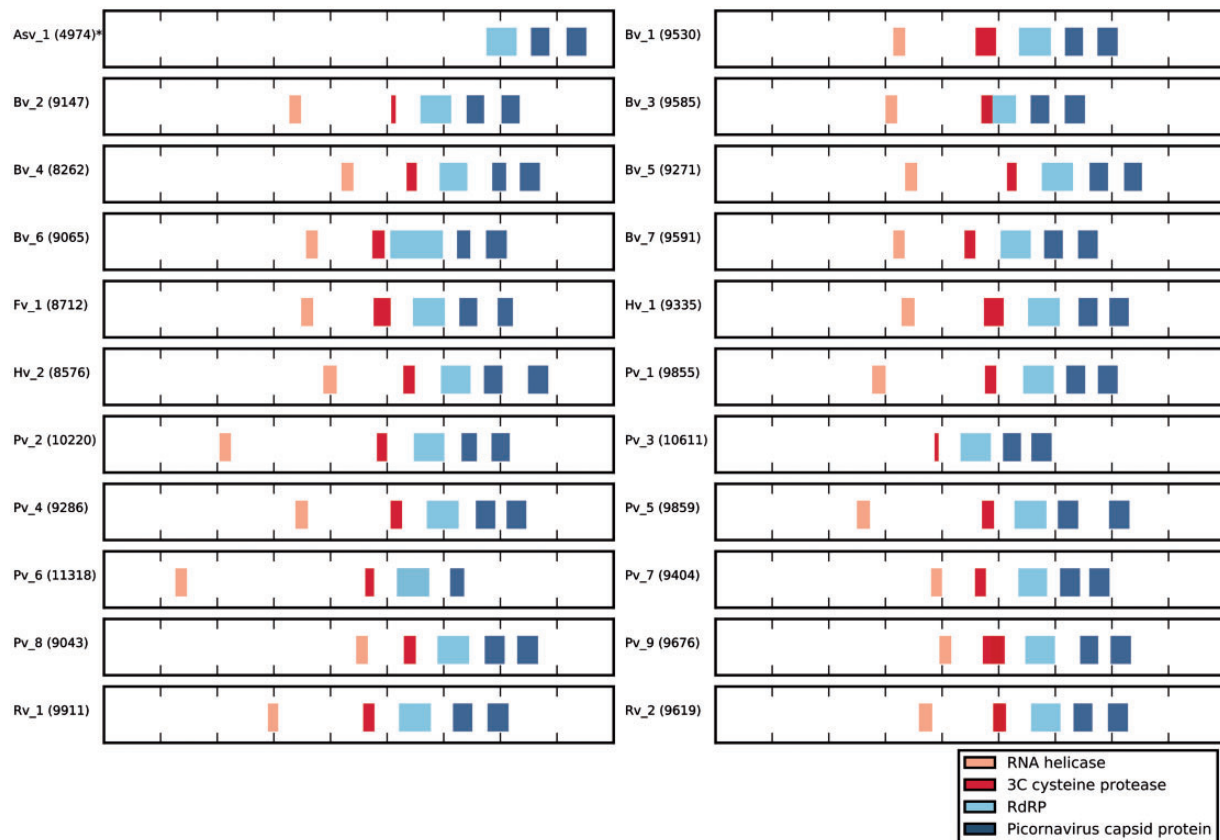 Asv_1 (4974)*
Bv_1 (9530)
Bv_2 (9147)
Bv_3 (9585)
Bv_4 (8262)
Bv_5 (9271)
Bv_6 (9065)
Bv_7 (9591)
Fv_1 (8712)
Hv_1 (9335)
Hv_2 (8576)
Pv_1 (9855)
Pv_2 (10220)
Pv_3 (10611)
Pv_4 (9286)
Pv_5 (9859)
Pv_6 (11318)
Pv_7 (9404)
Pv_8 (9043)
Pv_9 (9676)
Rv_1 (9911)
Rv_2 (9619)
RNA helicase
3C cysteine protease
RdRP
Picornavirus capsid protein